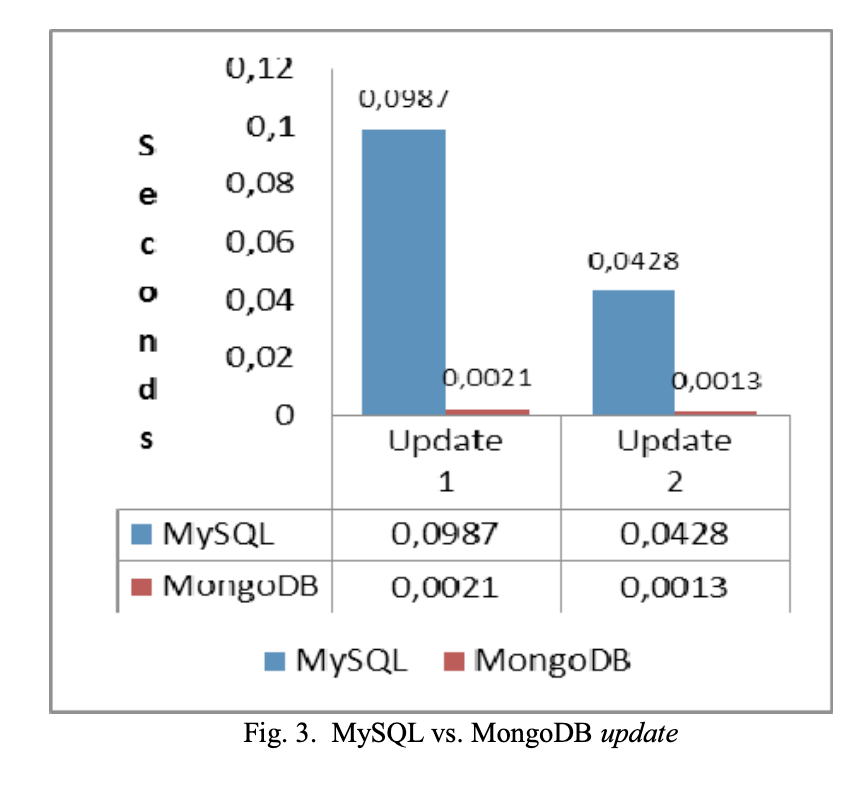 0,12
0,1
0,08
0,06
0,04
0,02
0
Seconds
0,0987
0,0021
0,0428
0,0013
Update 1
Update 2
MySQL 0,0987 0,0428
MongoDB 0,0021 0,0013
MySQL MongoDB
Fig. 3. MySQL vs. MongoDB update